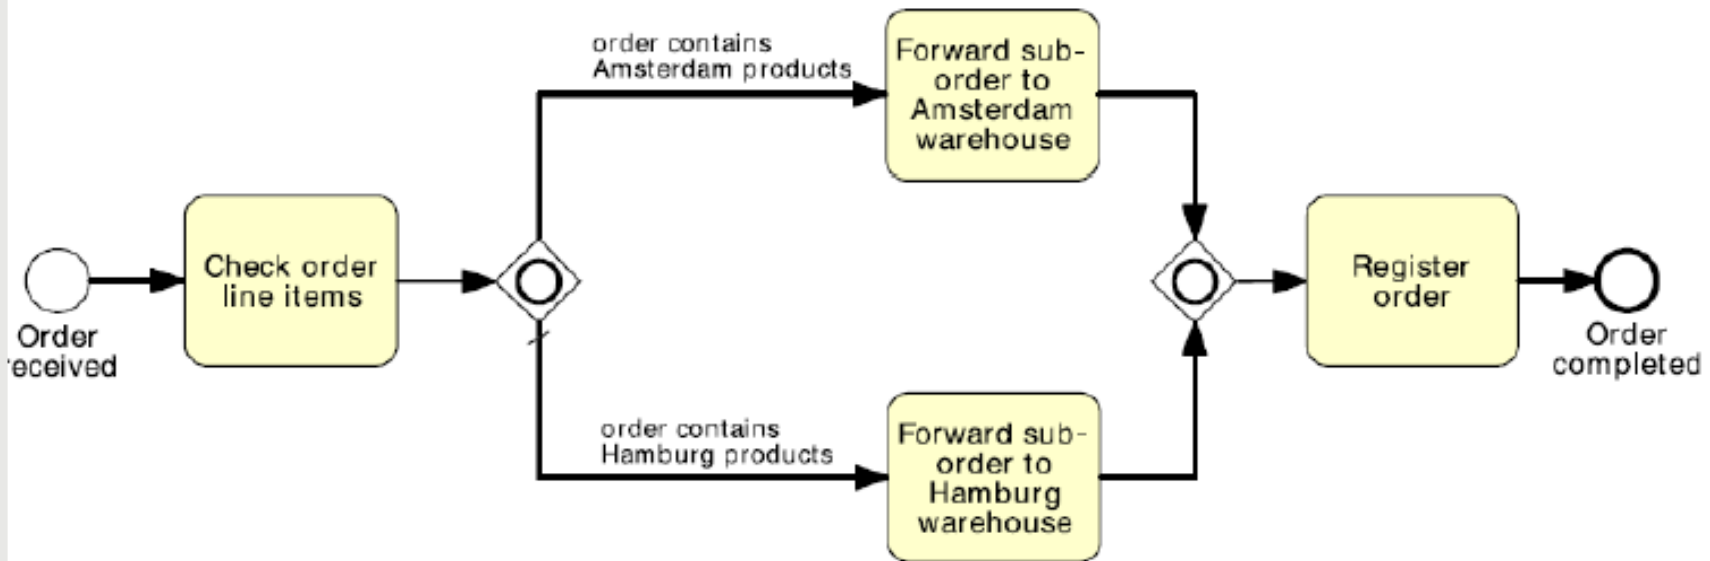 order contains
Amsterdam products
Forward sub-
order to
Amsterdam
warehouse
Check order
line items
Order
received
order contains
Hamburg products
Forward sub-
order to
Hamburg
warehouse
Register
order
Order
completed